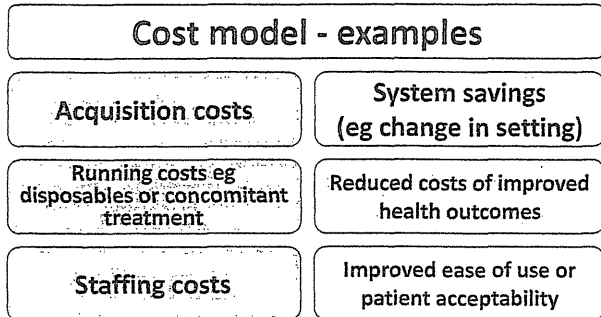 Cost model - examples
Acquisition costs
System savings
(eg change in setting)
Running costs eg
disposables or concomitant
treatment
Reduced costs of improved
health outcomes
Staffing costs
Improved ease of use or
patient acceptability